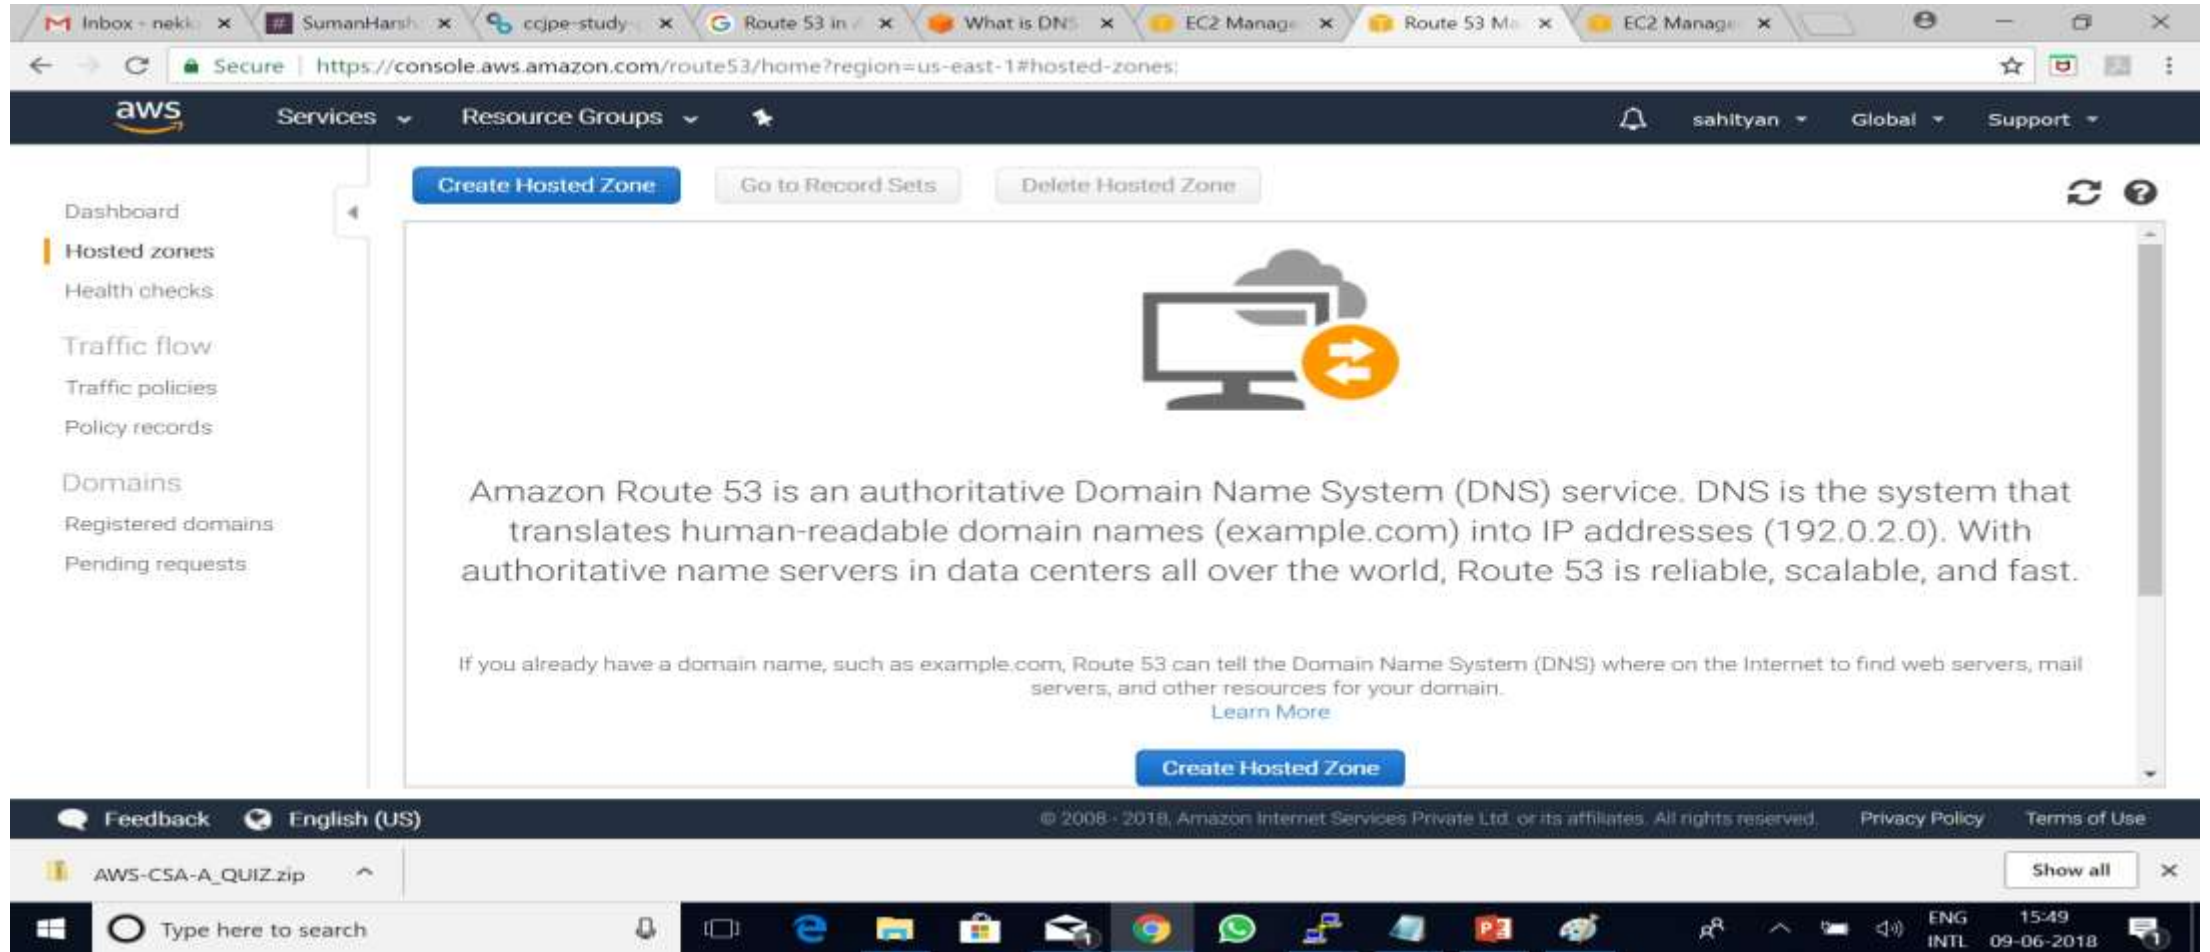 Inbox - nekk
SumanHarsh
ccjpe-study-
Route 53 in A
What is DNS
EC2 Manage
Route 53 Ma
EC2 Manage
Secure https://console.aws.amazon.com/route53/home?region=us-east-1#hosted-zones:
aws Services Resource Groups sahityan Global Support
Create Hosted Zone Go to Record Sets Delete Hosted Zone
Dashboard
Hosted zones
Health checks
Traffic flow
Traffic policies
Policy records
Domains
Registered domains
Pending requests
Amazon Route 53 is an authoritative Domain Name System (DNS) service. DNS is the system that
translates human-readable domain names (example.com) into IP addresses (192.0.2.0). With
authoritative name servers in data centers all over the world, Route 53 is reliable, scalable, and fast.
If you already have a domain name, such as example.com, Route 53 can tell the Domain Name System (DNS) where on the Internet to find web servers, mail
servers, and other resources for your domain.
Learn More
Create Hosted Zone
Feedback English (US) © 2008 - 2018, Amazon Internet Services Private Ltd. or its affiliates. All rights reserved. Privacy Policy Terms of Use
AWS-CSA-A_QUIZ.zip Show all
Type here to search ENG 15:49
INTL 09-06-2018